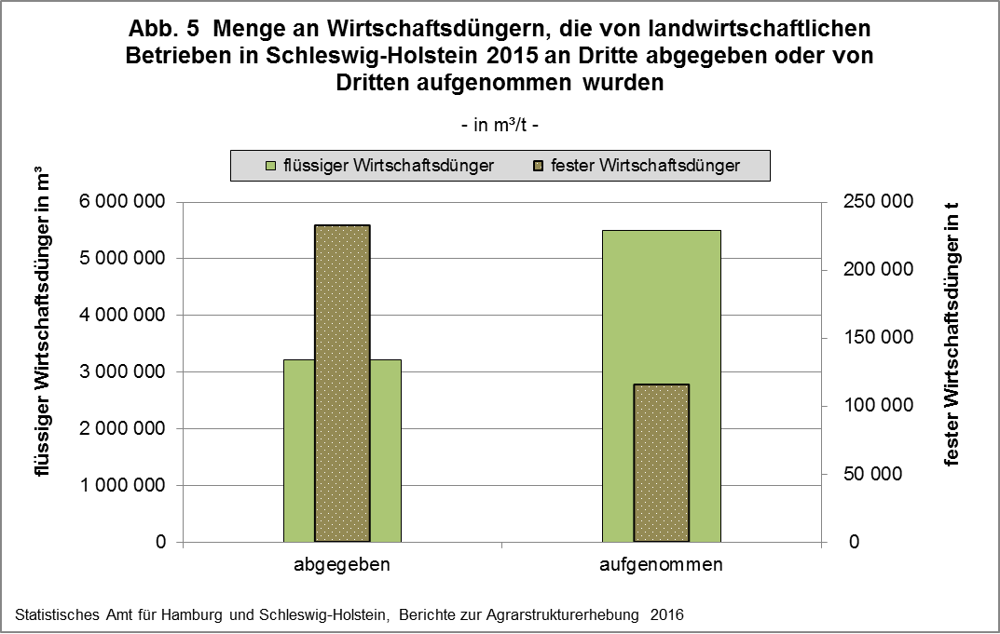 Abb. 5  Menge an Wirtschaftsdüngern, die von landwirtschaftlichen
Betrieben in Schleswig-Holstein 2015 an Dritte abgegeben oder von
Dritten aufgenommen wurden
- in m³/t -
flüssiger Wirtschaftsdünger
fester Wirtschaftsdünger
flüssiger Wirtschaftsdünger in m³
6 000 000
5 000 000
4 000 000
3 000 000
2 000 000
1 000 000
0
250 000
200 000
150 000
100 000
50 000
0
fester Wirtschaftsdünger in t
abgegeben
aufgenommen
Statistisches Amt für Hamburg und Schleswig-Holstein,  Berichte zur Agrarstrukturerhebung  2016